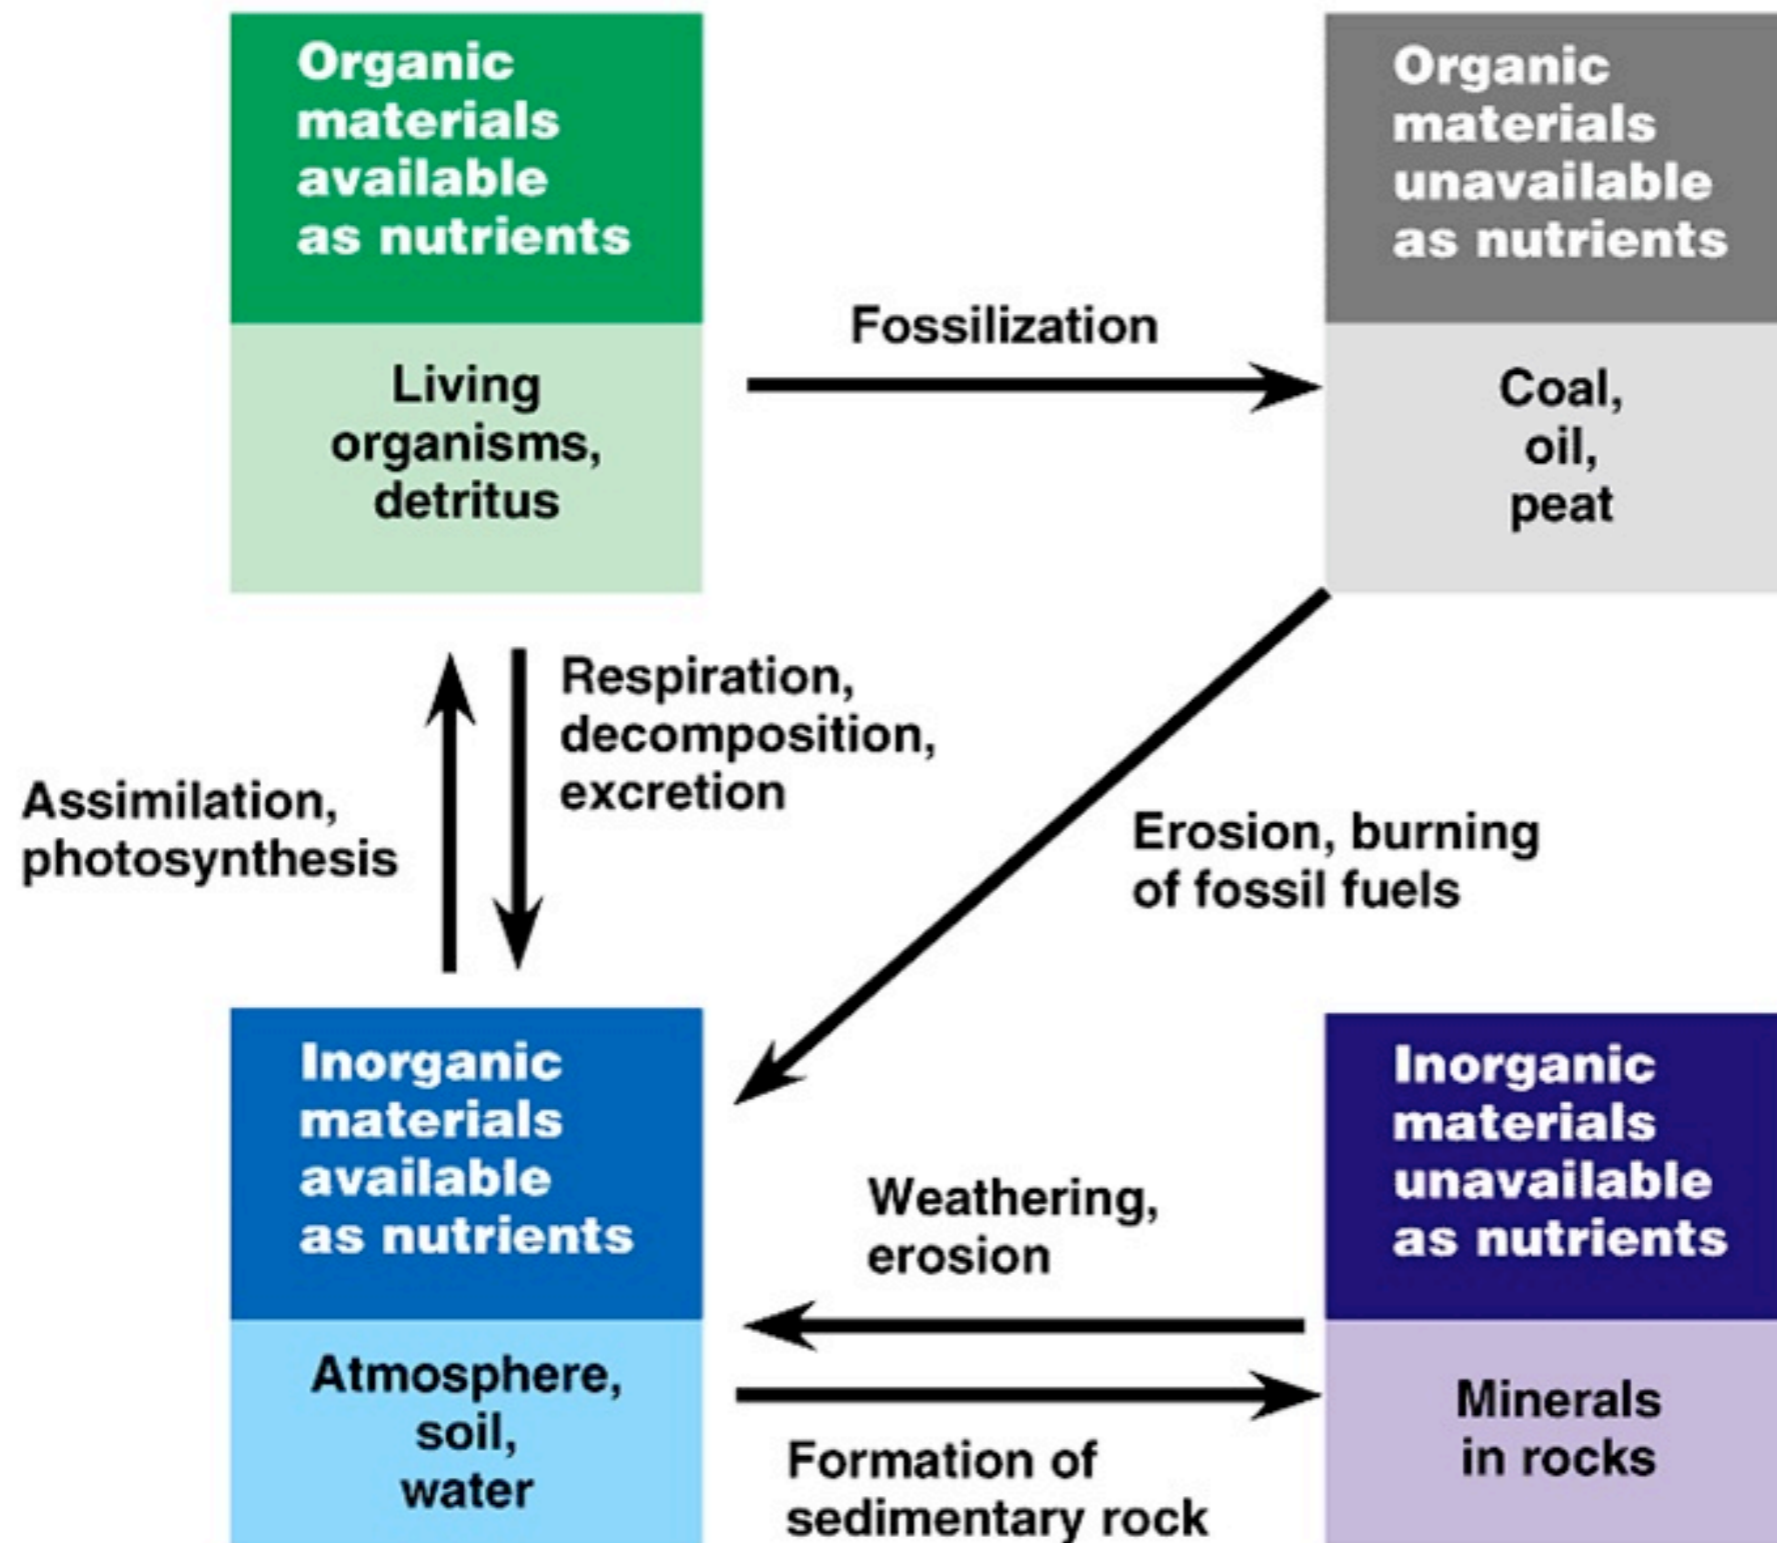 Organic
materials
available
as nutrients
Living
organisms,
detritus
Fossilization
Organic
materials
unavailable
as nutrients
Coal,
oil,
peat
Assimilation,
photosynthesis
Respiration,
decomposition,
excretion
Erosion, burning
of fossil fuels
Inorganic
materials
available
as nutrients
Atmosphere,
soil,
water
Weathering,
erosion
Formation of
sedimentary rock
Inorganic
materials
unavailable
as nutrients
Minerals
in rocks